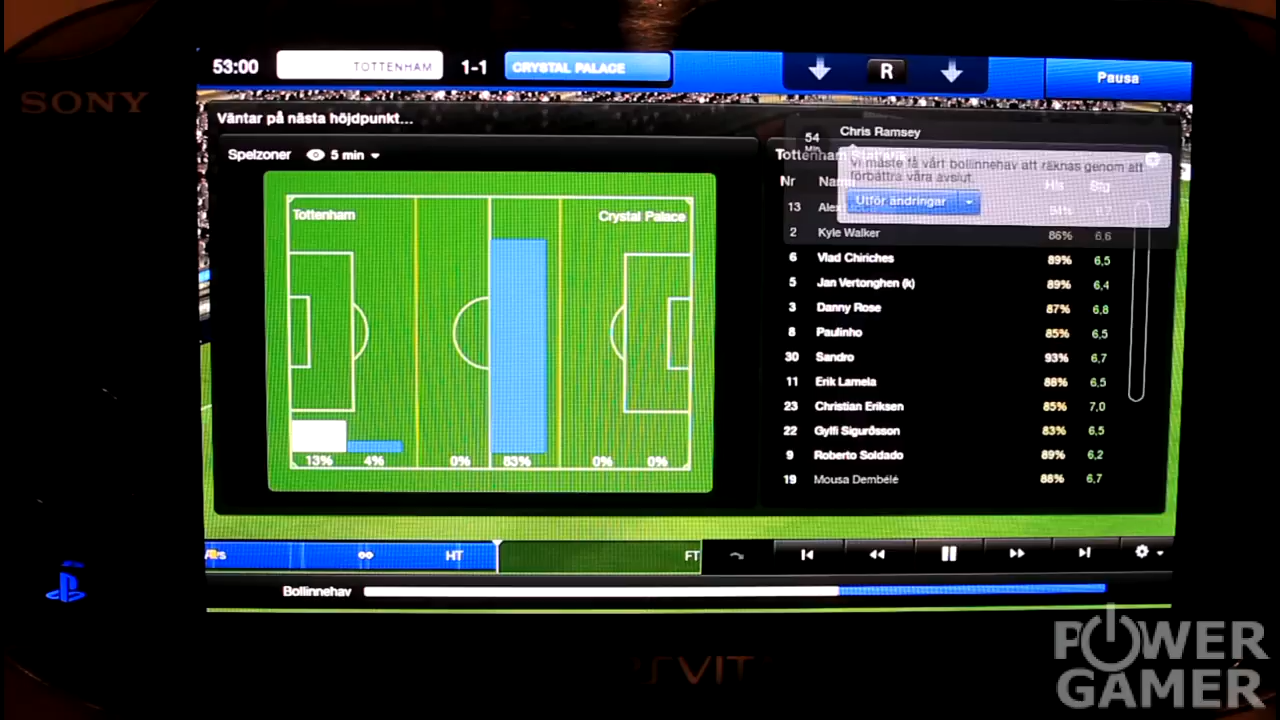 53:00 TOTTENHAM 1-1 CRYSTAL PALACE R Pausa
SONY
Väntar på nästa höjdpunkt...
54 Chris Ramsey
MIN
Vi måste få vårt bollinnehav att räknas genom att
förbättra våra avslut.
Utför ändringar
Spelzoner 5 min
Tottenham
Nr
13
2 Kyle Walker 86% 6,6
6 Vlad Chiriches 89% 6,5
5 Jan Vertonghen (k) 89% 6,4
3 Danny Rose 87% 6,8
8 Paulinho 85% 6,5
30 Sandro 93% 6,7
11 Erik Lamela 88% 6,5
23 Christian Eriksen 85% 7,0
22 Gylfi Sigurðsson 83% 6,5
9 Roberto Soldado 89% 6,2
19 Mousa Dembélé 88% 6,7
Tottenham Crystal Palace
13% 4% 0% 83% 0% 0%
HT FT
Bollinnehav
POWER
GAMER